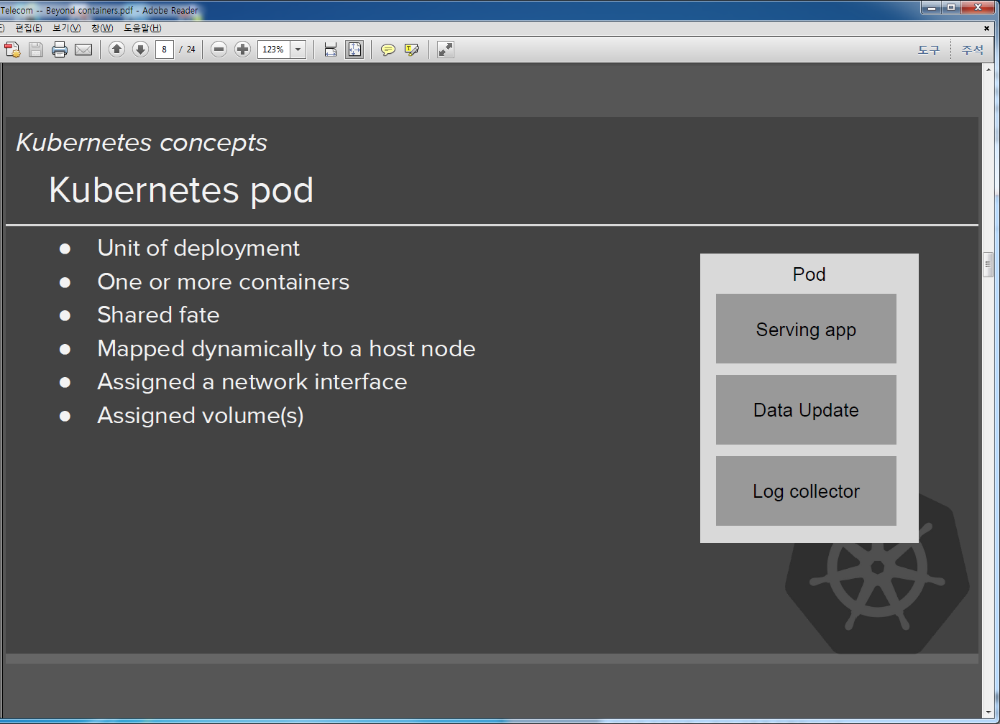 Telecom -- Beyond containers.pdf - Adobe Reader
편집(E) 보기(V) 창(W) 도움말(H)
8 / 24 123% 도구 주석
Kubernetes concepts
Kubernetes pod
● Unit of deployment
● One or more containers
● Shared fate
● Mapped dynamically to a host node
● Assigned a network interface
● Assigned volume(s)
Pod
Serving app
Data Update
Log collector